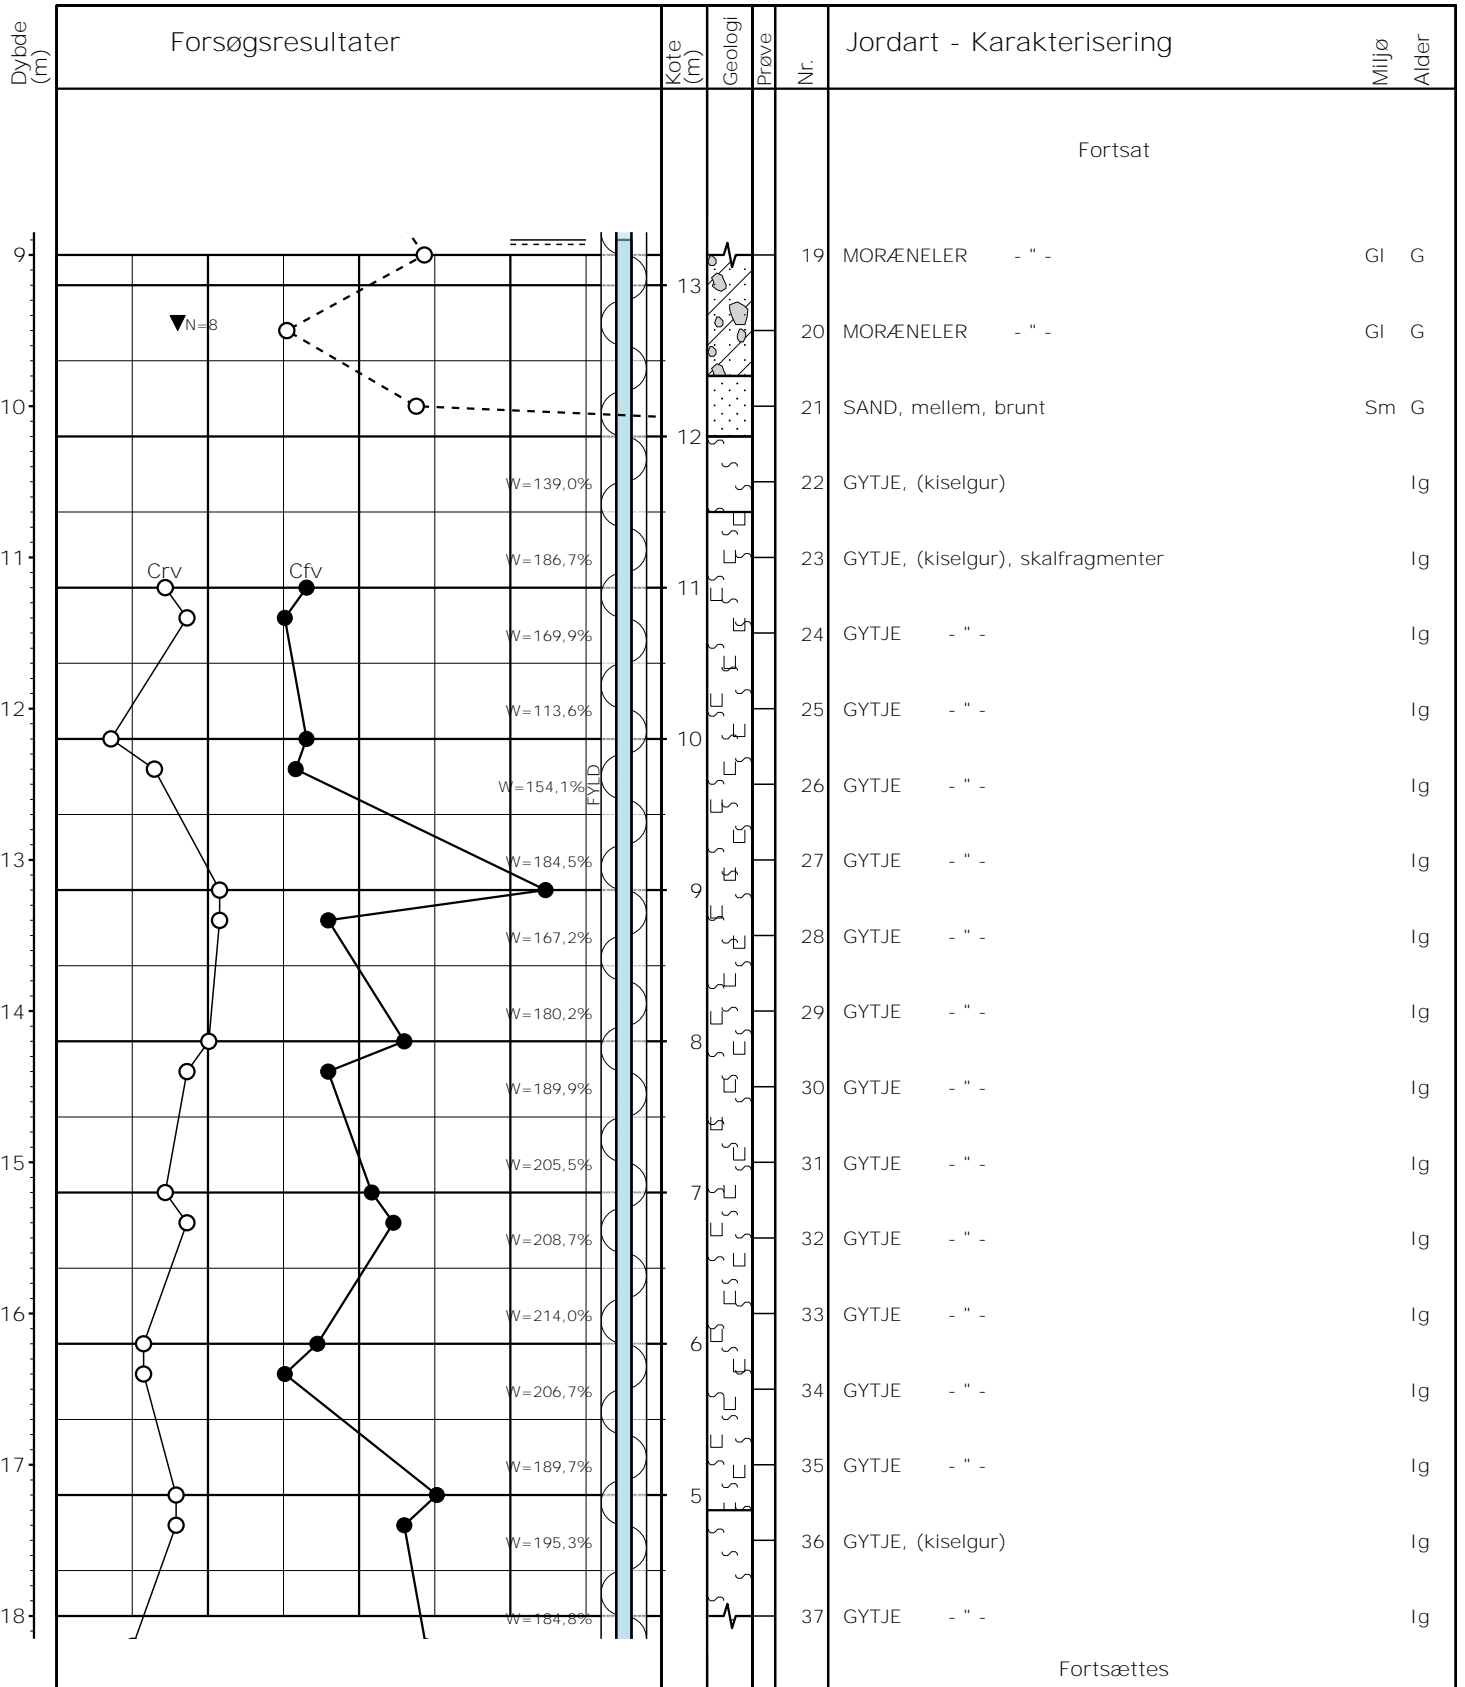 Dybde (m) Forsøgsresultater Kote (m) Geologi Prøve Nr. Jordart - Karakterisering Miljø Alder
Fortsat
9 19 MORÆNELER - " - Gl G
13
N=8 20 MORÆNELER - " - Gl G
10 21 SAND, mellem, brunt Sm G
12
W=139,0% 22 GYTJE, (kiselgur) Ig
11 W=186,7% 23 GYTJE, (kiselgur), skalfragmenter Ig
Crv Cfv 11
W=169,9% 24 GYTJE - " - Ig
12 W=113,6% 25 GYTJE - " - Ig
10
W=154,1% FYLD 26 GYTJE - " - Ig
13 W=184,5% 27 GYTJE - " - Ig
9
W=167,2% 28 GYTJE - " - Ig
14 W=180,2% 29 GYTJE - " - Ig
8
W=189,9% 30 GYTJE - " - Ig
15 W=205,5% 31 GYTJE - " - Ig
7
W=208,7% 32 GYTJE - " - Ig
16 W=214,0% 33 GYTJE - " - Ig
6
W=206,7% 34 GYTJE - " - Ig
17 W=189,7% 35 GYTJE - " - Ig
5
W=195,3% 36 GYTJE, (kiselgur) Ig
18 W=184,8% 37 GYTJE - " - Ig
Fortsættes